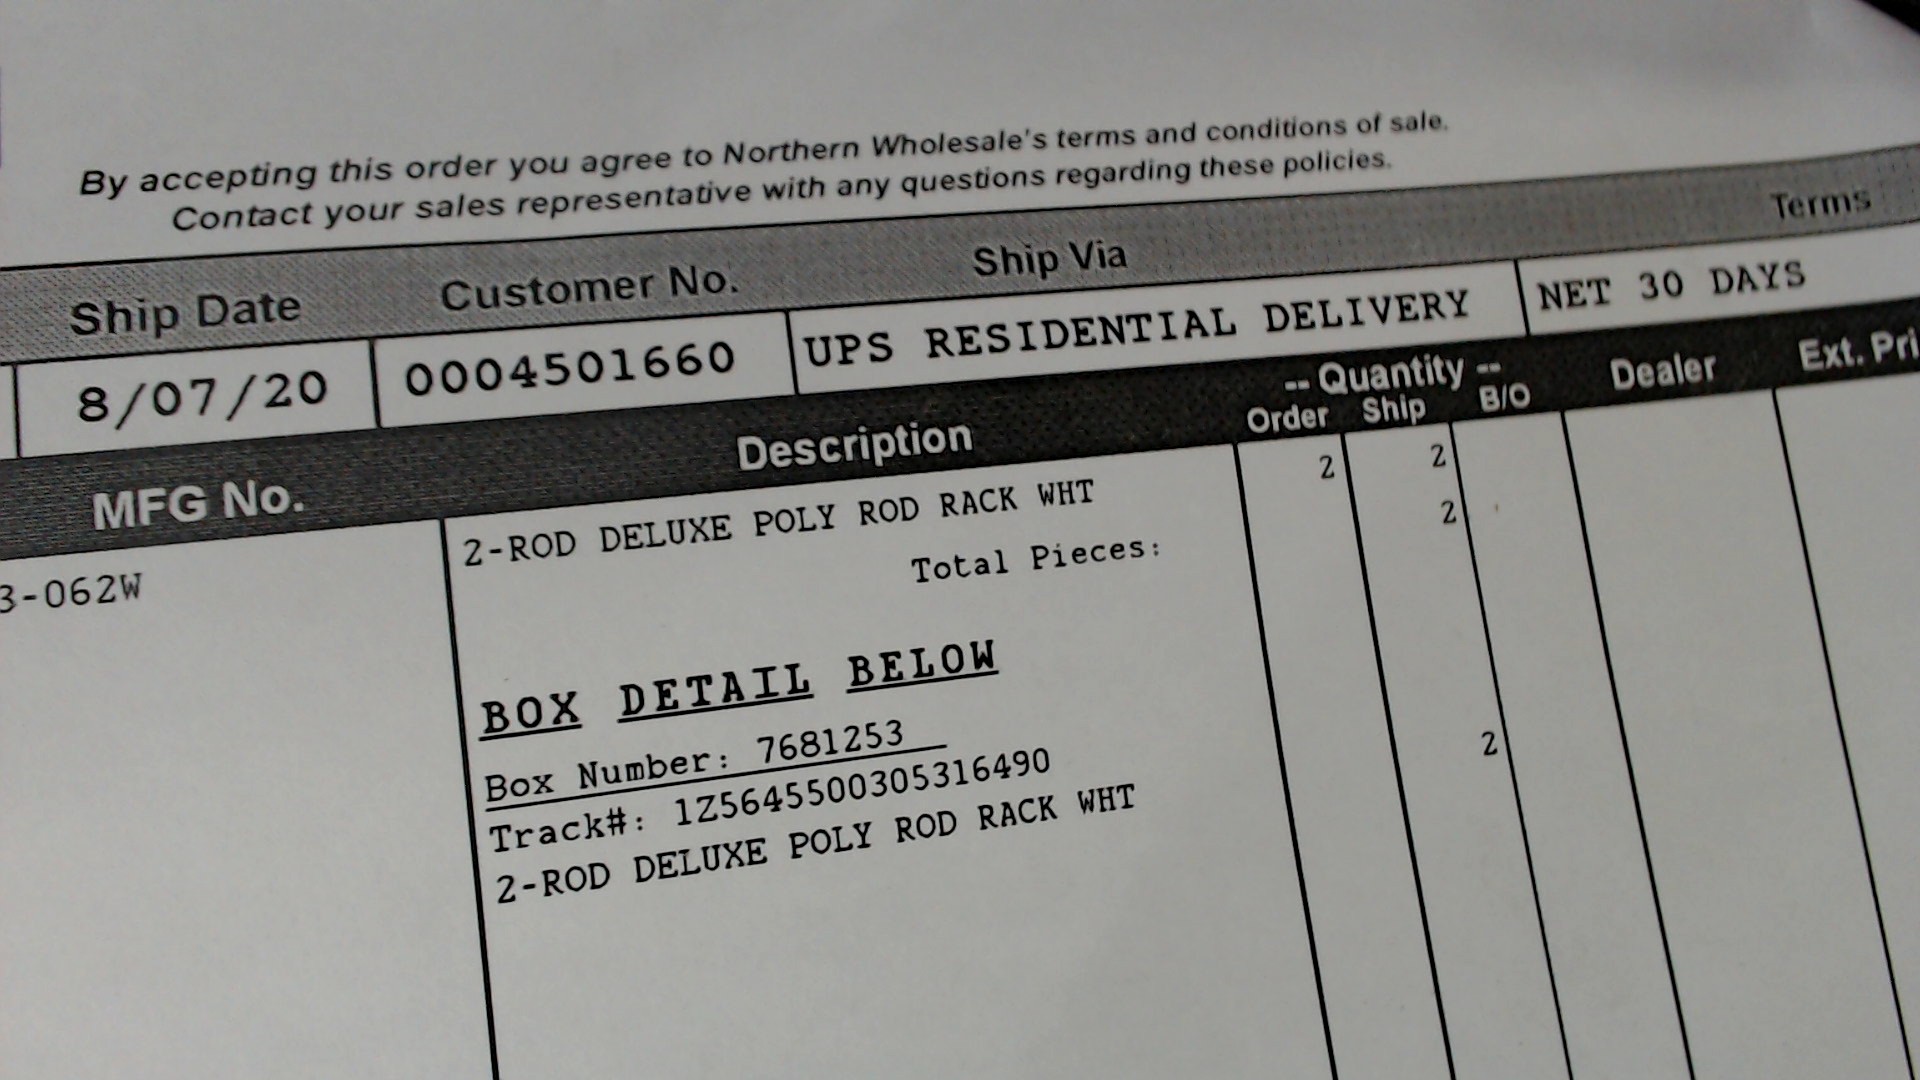 By accepting this order you agree to Northern Wholesale's terms and conditions of sale.
Contact your sales representative with any questions regarding these policies.
Ship Date Customer No. Ship Via Terms
8/07/20 0004501660 UPS RESIDENTIAL DELIVERY NET 30 DAYS
MFG No. Description -- Quantity -- Dealer Ext. Pri
Order Ship B/O
3-062W 2-ROD DELUXE POLY ROD RACK WHT 2 2
Total Pieces: 2
BOX DETAIL BELOW
Box Number: 7681253
Track#: 1Z5645500305316490
2-ROD DELUXE POLY ROD RACK WHT 2